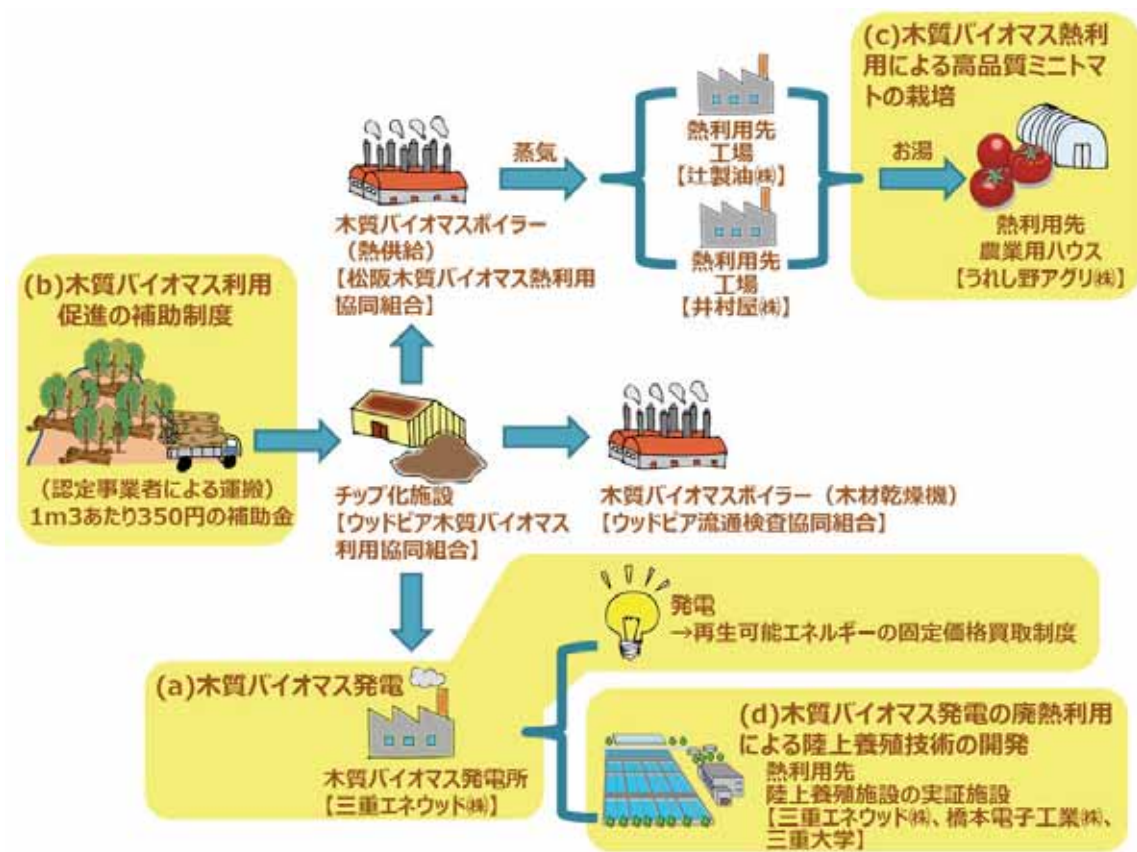 (c)木質バイオマス熱利
用による高品質ミニトマ
トの栽培
お湯
熱利用先
農業用ハウス
【うれし野アグリ㈱】
熱利用先
工場
【辻製油㈱】
熱利用先
工場
【井村屋㈱】
蒸気
木質バイオマスボイラー
(熱供給)
【松阪木質バイオマス熱利用
協同組合】
(b)木質バイオマス利用
促進の補助制度
(認定事業者による運搬)
1m3あたり350円の補助金
チップ化施設
【ウッドピア木質バイオマス
利用協同組合】
木質バイオマスボイラー(木材乾燥機)
【ウッドピア流通検査協同組合】
発電
→再生可能エネルギーの固定価格買取制度
(a)木質バイオマス発電
木質バイオマス発電所
【三重エネウッド㈱】
(d)木質バイオマス発電の廃熱利用
による陸上養殖技術の開発
熱利用先
陸上養殖施設の実証施設
【三重エネウッド㈱、橋本電子工業㈱、
三重大学】